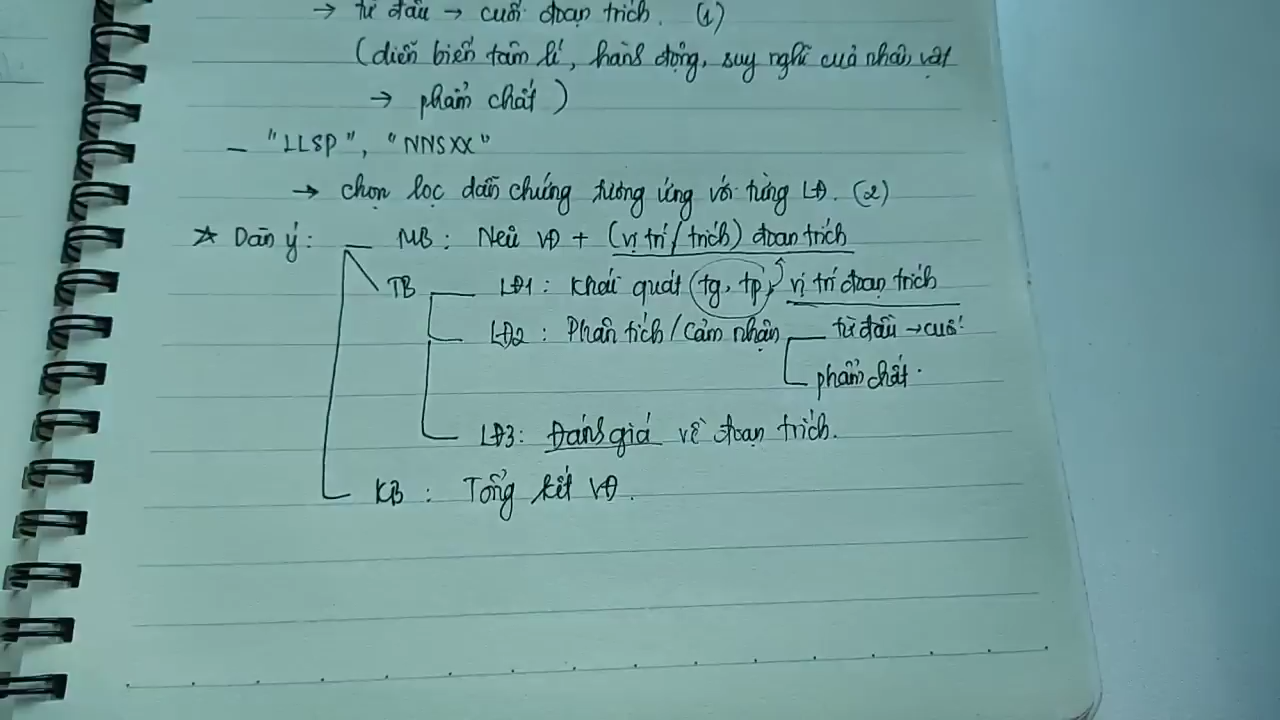 → từ đầu → cuối đoạn trích. (1)
(diễn biến tâm lí, hành động, suy nghĩ của nhân vật
→ phẩm chất)
- "LLSP", "NNSXX"
→ chọn lọc dẫn chứng tương ứng với từng LĐ. (2)
☆ Dàn ý: — MB: Nêu VĐ + (vị trí/trích) đoạn trích
TB LĐ1: Khái quát (tg, tp), vị trí đoạn trích
LĐ2: Phân tích/Cảm nhận — từ đầu → cuối
phẩm chất.
LĐ3: Đánh giá về đoạn trích.
KB: Tổng kết VĐ.